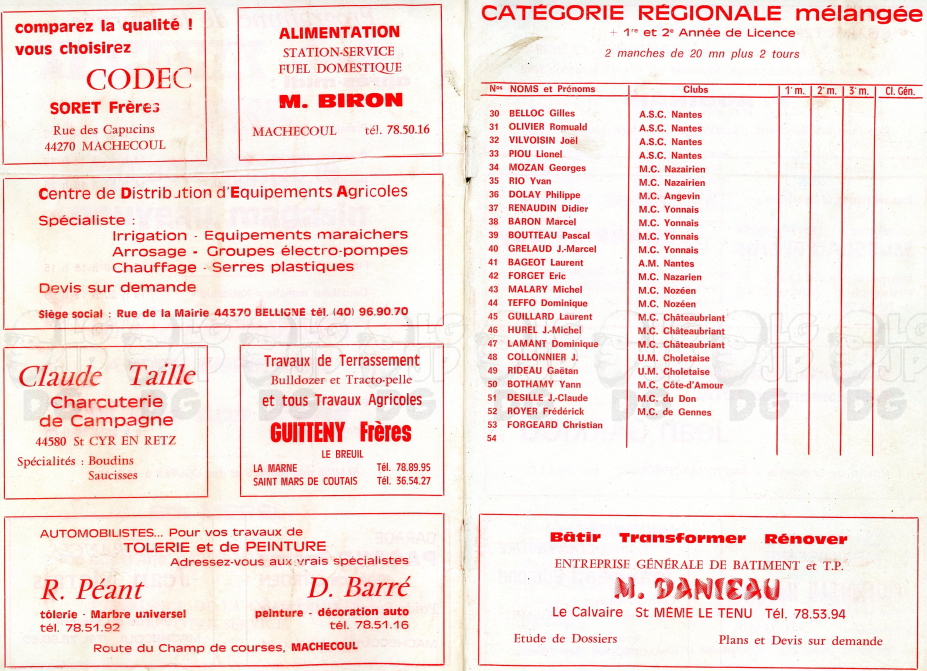 comparez la qualité !
vous choisirez
CODEC
SORET Frères
Rue des Capucins
44270 MACHECOUL
ALIMENTATION
STATION-SERVICE
FUEL DOMESTIQUE
M. BIRON
MACHECOUL tél. 78.50.16
Centre de Distribution d'Equipements Agricoles
Spécialiste :
Irrigation - Equipements maraichers
Arrosage - Groupes électro-pompes
Chauffage - Serres plastiques
Devis sur demande
Siège social : Rue de la Mairie 44370 BELLIGNÉ tél. (40) 96.90.70
Claude Taille
Charcuterie
de Campagne
44580 St CYR EN RETZ
Spécialités : Boudins
Saucisses
Travaux de Terrassement
Bulldozer et Tracto-pelle
et tous Travaux Agricoles
GUITTENY Frères
LE BREUIL
LA MARNE Tél. 78.89.95
SAINT MARS DE COUTAIS Tél. 36.54.27
AUTOMOBILISTES... Pour vos travaux de
TOLERIE et de PEINTURE
Adressez-vous aux vrais spécialistes
R. Péant D. Barré
tôlerie - Marbre universel peinture - décoration auto
tél. 78.51.92 tél. 78.51.16
Route du Champ de courses, MACHECOUL
CATÉGORIE RÉGIONALE mélangée
+ 1re et 2e Année de Licence
2 manches de 20 mn plus 2 tours
Nos NOMS et Prénoms Clubs 1re m. 2e m. 3e m. Cl. Gén.
30 BELLOC Gilles A.S.C. Nantes
31 OLIVIER Romuald A.S.C. Nantes
32 VILVOISIN Joël A.S.C. Nantes
33 PIOU Lionel A.S.C. Nantes
34 MOZAN Georges M.C. Nazairien
35 RIO Yvan M.C. Nazairien
36 DOLAY Philippe M.C. Angevin
37 RENAUDIN Didier M.C. Yonnais
38 BARON Marcel M.C. Yonnais
39 BOUTTEAU Pascal M.C. Yonnais
40 GRELAUD J.-Marcel M.C. Yonnais
41 BAGEOT Laurent A.M. Nantes
42 FORGET Eric M.C. Nazarien
43 MALARY Michel M.C. Nozéen
44 TEFFO Dominique M.C. Nozéen
45 GUILLARD Laurent M.C. Châteaubriant
46 HUREL J.-Michel M.C. Châteaubriant
47 LAMANT Dominique M.C. Châteaubriant
48 COLLONNIER J. U.M. Choletaise
49 RIDEAU Gaëtan U.M. Choletaise
50 BOTHAMY Yann M.C. Côte-d'Amour
51 DESILLE J.-Claude M.C. du Don
52 ROYER Frédérick M.C. de Gennes
53 FORGEARD Christian
54
Bâtir Transformer Rénover
ENTREPRISE GÉNÉRALE DE BATIMENT et T.P.
M. DANIEAU
Le Calvaire St MÊME LE TENU Tél. 78.53.94
Etude de Dossiers Plans et Devis sur demande